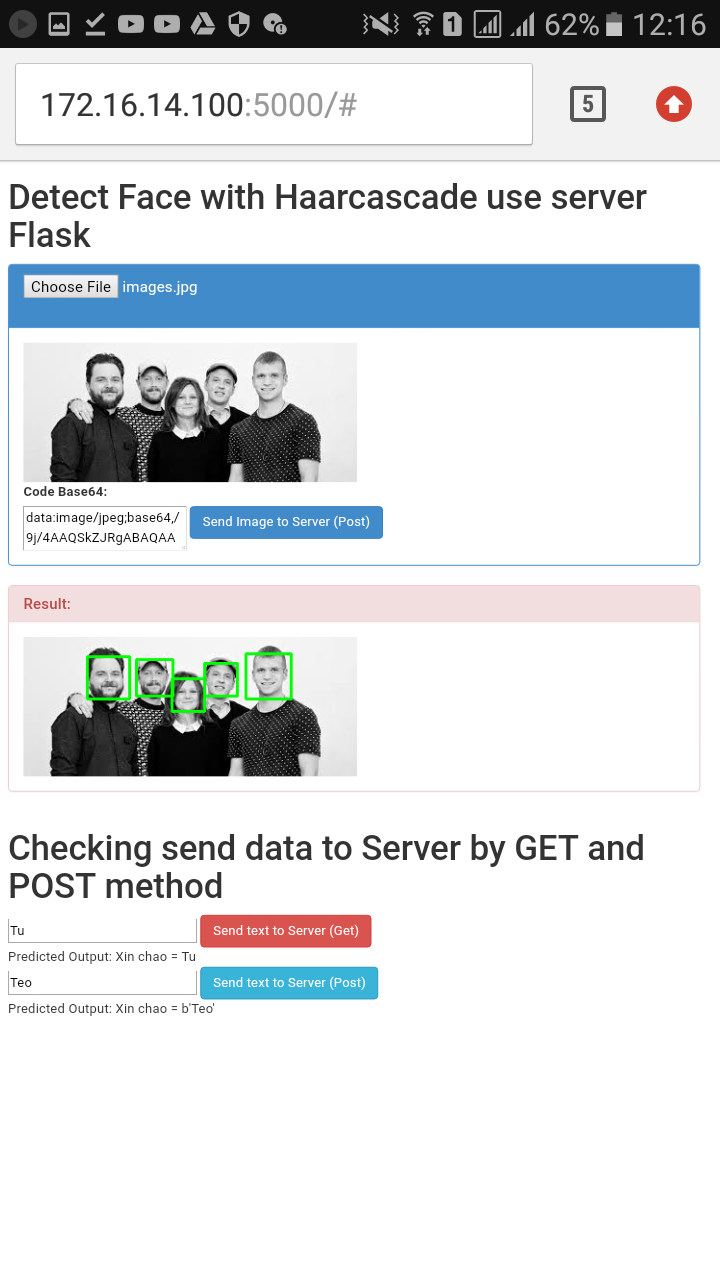 1 62% 12:16
172.16.14.100:5000/# 5
Detect Face with Haarcascade use server
Flask
Choose File images.jpg
Code Base64:
data:image/jpeg;base64,/
9j/4AAQSkZJRgABAQAA
Send Image to Server (Post)
Result:
Checking send data to Server by GET and
POST method
Tu Send text to Server (Get)
Predicted Output: Xin chao = Tu
Teo Send text to Server (Post)
Predicted Output: Xin chao = b'Teo'